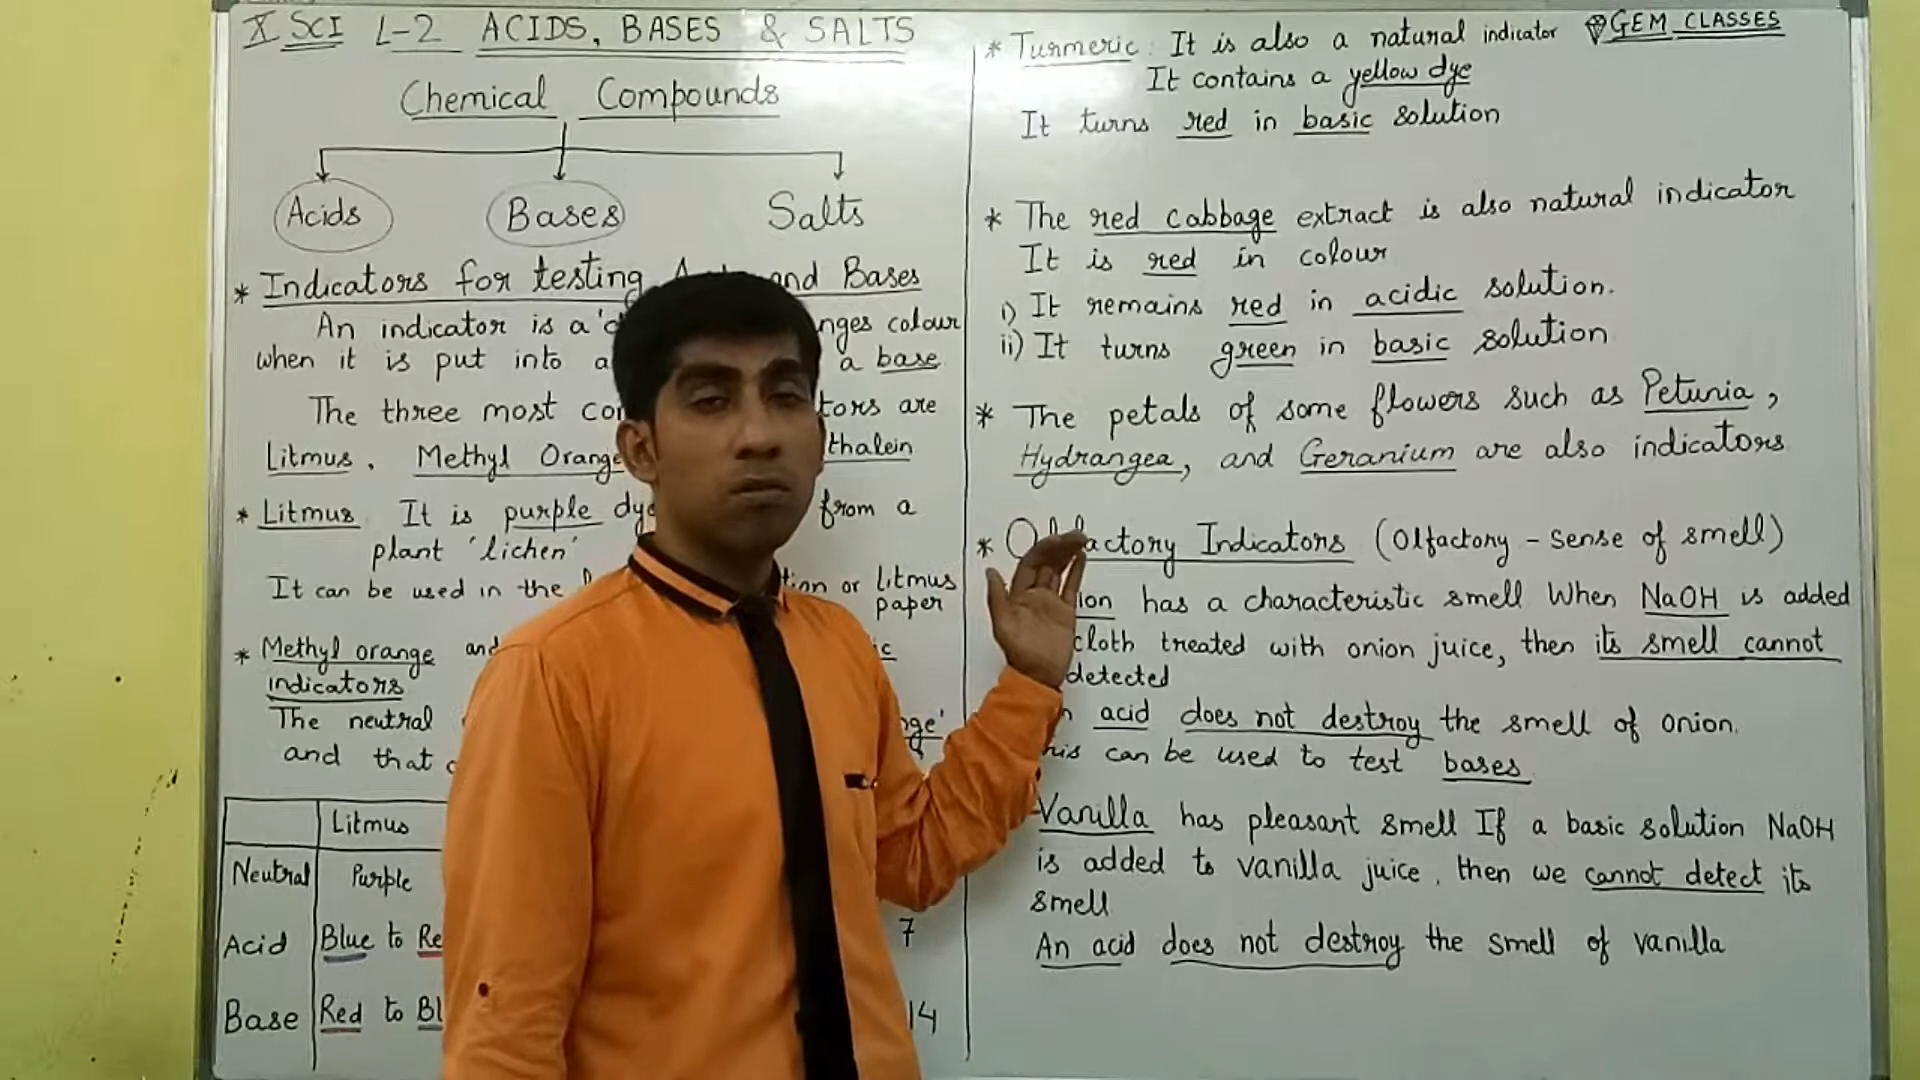 X SCI L-2 ACIDS, BASES & SALTS
Chemical Compounds
Acids Bases Salts
* Indicators for testing and Bases
An indicator is a colour
when it is put into a base
The three most are
Litmus, Methyl Orange
* Litmus It is purple from a
plant 'lichen'
It can be used in the or litmus
paper
* Methyl orange and
indicators
The neutral
and that
Litmus
Neutral Purple
Acid Blue to 7
Base Red to 14
GEM CLASSES
* Turmeric : It is also a natural indicator
It contains a yellow dye
It turns red in basic solution
* The red cabbage extract is also natural indicator
It is red in colour
i) It remains red in acidic solution.
ii) It turns green in basic solution
* The petals of some flowers such as Petunia,
Hydrangea, and Geranium are also indicators
* Indicators (Olfactory - sense of smell)
has a characteristic smell When NaOH is added
cloth treated with onion juice, then its smell cannot
detected
acid does not destroy the smell of onion.
can be used to test bases
Vanilla has pleasant smell If a basic solution NaOH
is added to vanilla juice, then we cannot detect its
smell
An acid does not destroy the smell of vanilla